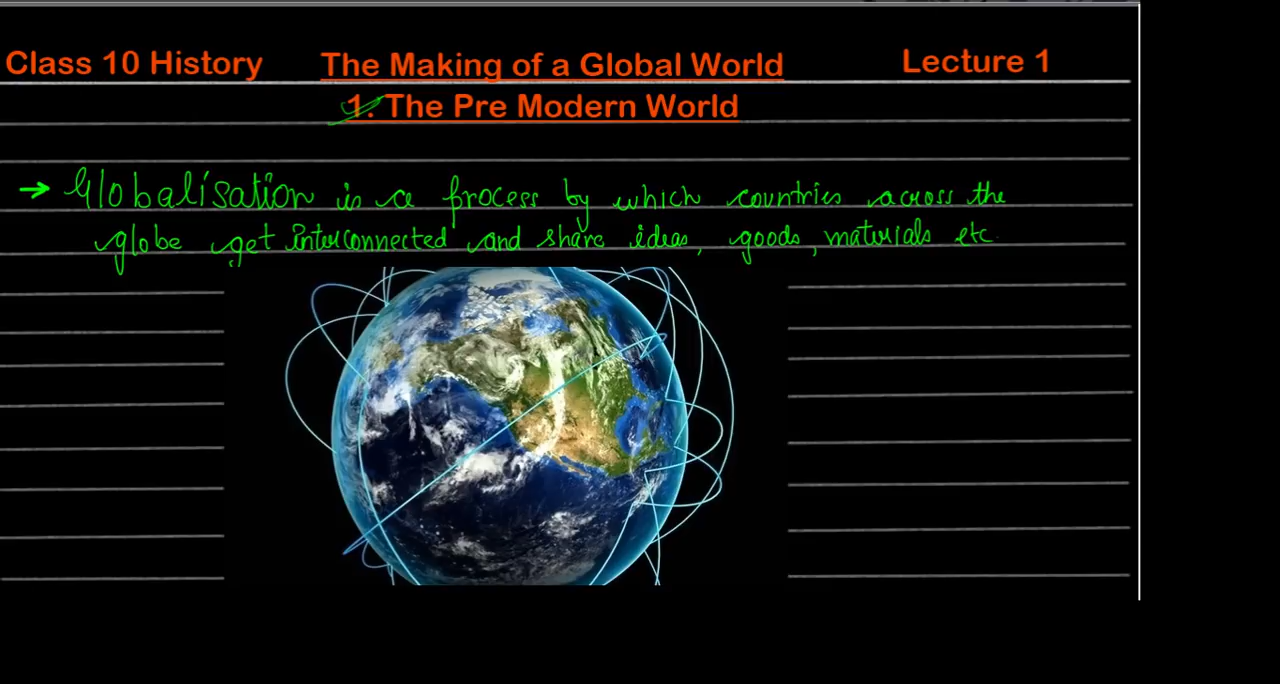 Class 10 History The Making of a Global World Lecture 1
1. The Pre Modern World
→ Globalisation is a process by which countries across the
globe get interconnected and share ideas, goods, materials etc.